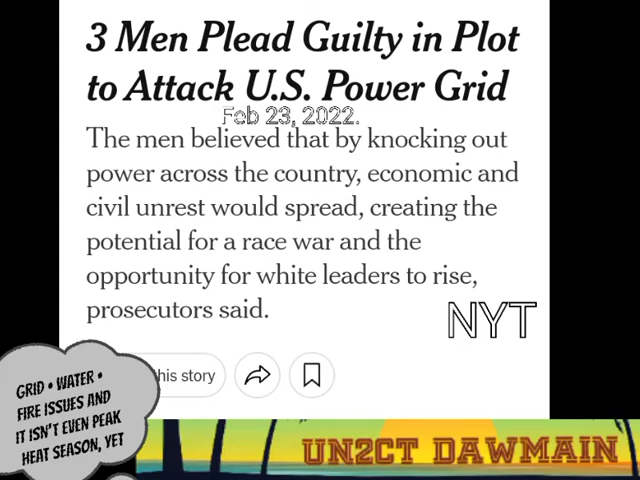 3 Men Plead Guilty in Plot
to Attack U.S. Power Grid
Feb 23, 2022.
The men believed that by knocking out
power across the country, economic and
civil unrest would spread, creating the
potential for a race war and the
opportunity for white leaders to rise,
prosecutors said.
NYT
his story
GRID • WATER •
FIRE ISSUES AND
IT ISN'T EVEN PEAK
HEAT SEASON, YET
UN2CT DAWMAIN